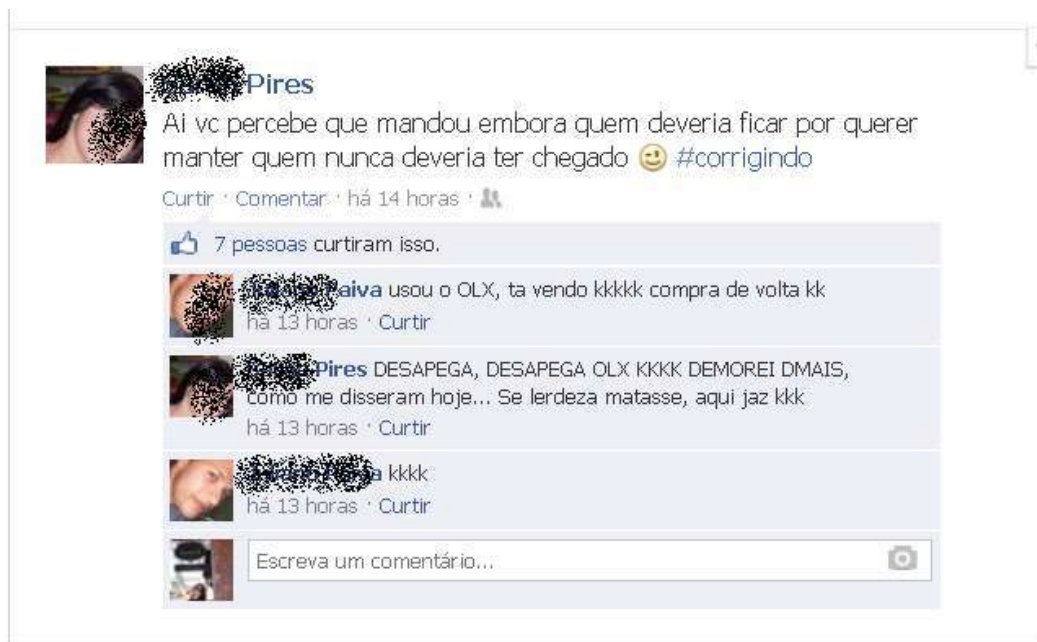 Pires
Ai vc percebe que mandou embora quem deveria ficar por querer
manter quem nunca deveria ter chegado #corrigindo
Curtir · Comentar · há 14 horas ·
7 pessoas curtiram isso.
usou o OLX, ta vendo kkkkk compra de volta kk
há 13 horas · Curtir
Pires DESAPEGA, DESAPEGA OLX KKKK DEMOREI DMAIS,
como me disseram hoje... Se lerdeza matasse, aqui jaz kkk
há 13 horas · Curtir
kkkk
há 13 horas · Curtir
Escreva um comentário...